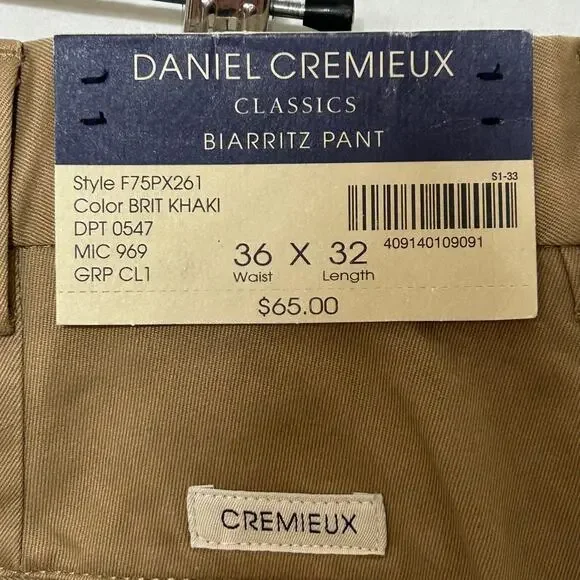 DANIEL CREMIEUX
CLASSICS
BIARRITZ PANT
S1-33
Style F75PX261
Color BRIT KHAKI
DPT 0547
MIC 969
GRP CL1
36 X 32
Waist Length
409140109091
$65.00
CREMIEUX